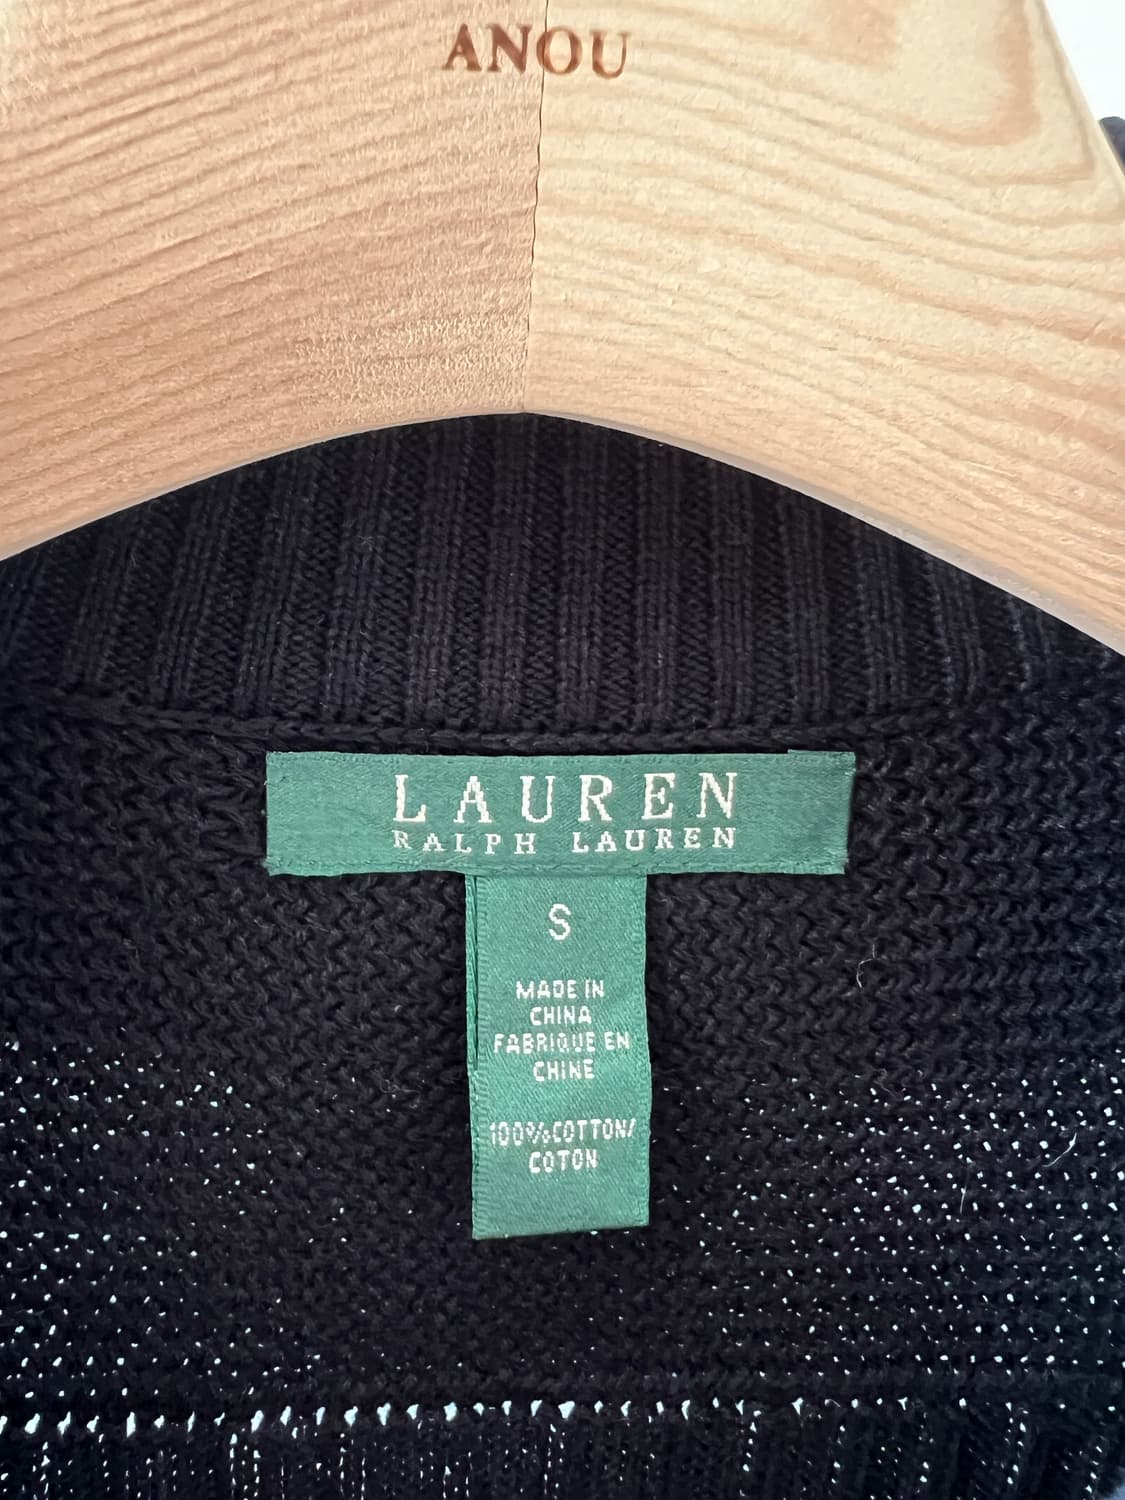 ANOU
LAUREN
RALPH LAUREN
S
MADE IN
CHINA
FABRIQUE EN
CHINE
100%COTTON/
COTON